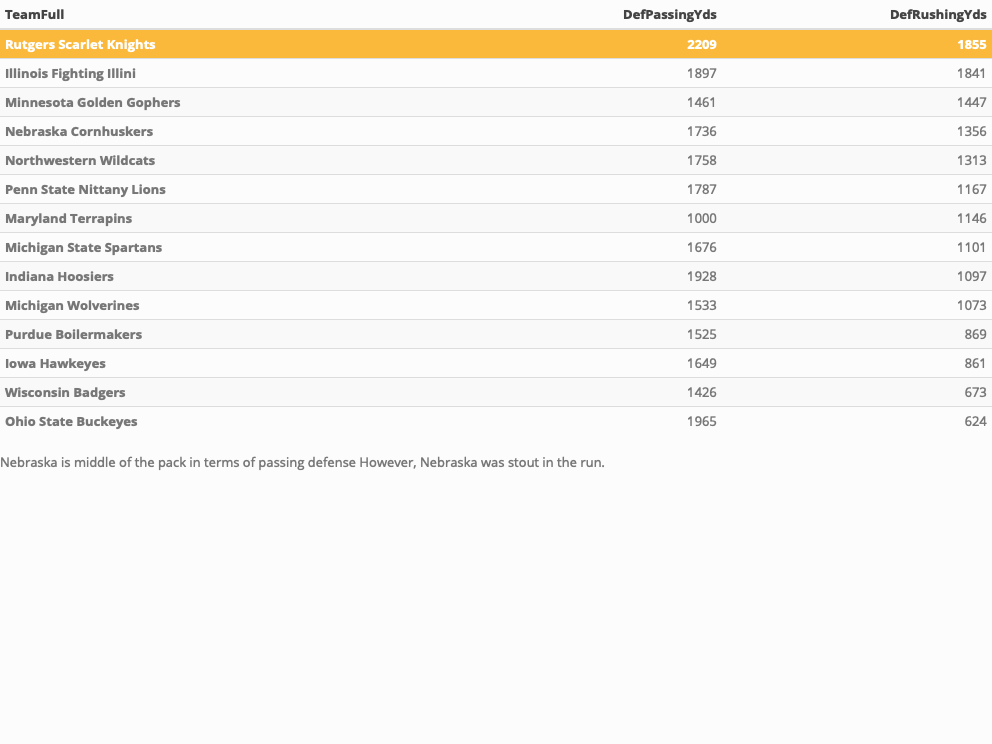 TeamFull DefPassingYds DefRushingYds
Rutgers Scarlet Knights 2209 1855
Illinois Fighting Illini 1897 1841
Minnesota Golden Gophers 1461 1447
Nebraska Cornhuskers 1736 1356
Northwestern Wildcats 1758 1313
Penn State Nittany Lions 1787 1167
Maryland Terrapins 1000 1146
Michigan State Spartans 1676 1101
Indiana Hoosiers 1928 1097
Michigan Wolverines 1533 1073
Purdue Boilermakers 1525 869
Iowa Hawkeyes 1649 861
Wisconsin Badgers 1426 673
Ohio State Buckeyes 1965 624
Nebraska is middle of the pack in terms of passing defense However, Nebraska was stout in the run.